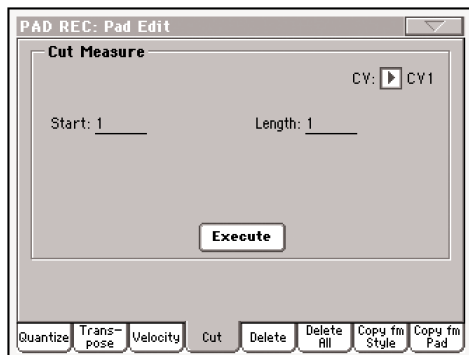 PAD REC: Pad Edit
Cut Measure
CV: CV1
Start: 1 Length: 1
Execute
Quantize Trans-pose Velocity Cut Delete Delete All Copy fm Style Copy fm Pad